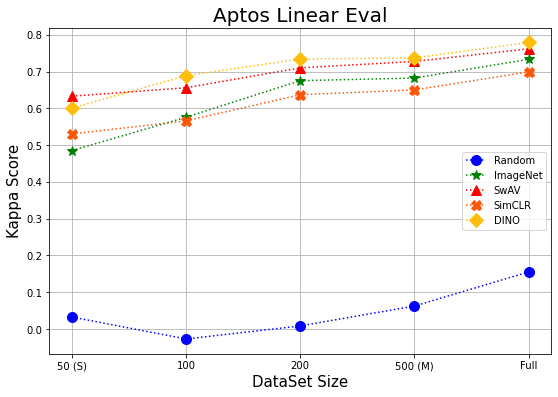 Aptos Linear Eval
Kappa Score
0.8
0.7
0.6
0.5
0.4
0.3
0.2
0.1
0.0
Random
ImageNet
SwAV
SimCLR
DINO
50 (S) 100 200 500 (M) Full
DataSet Size